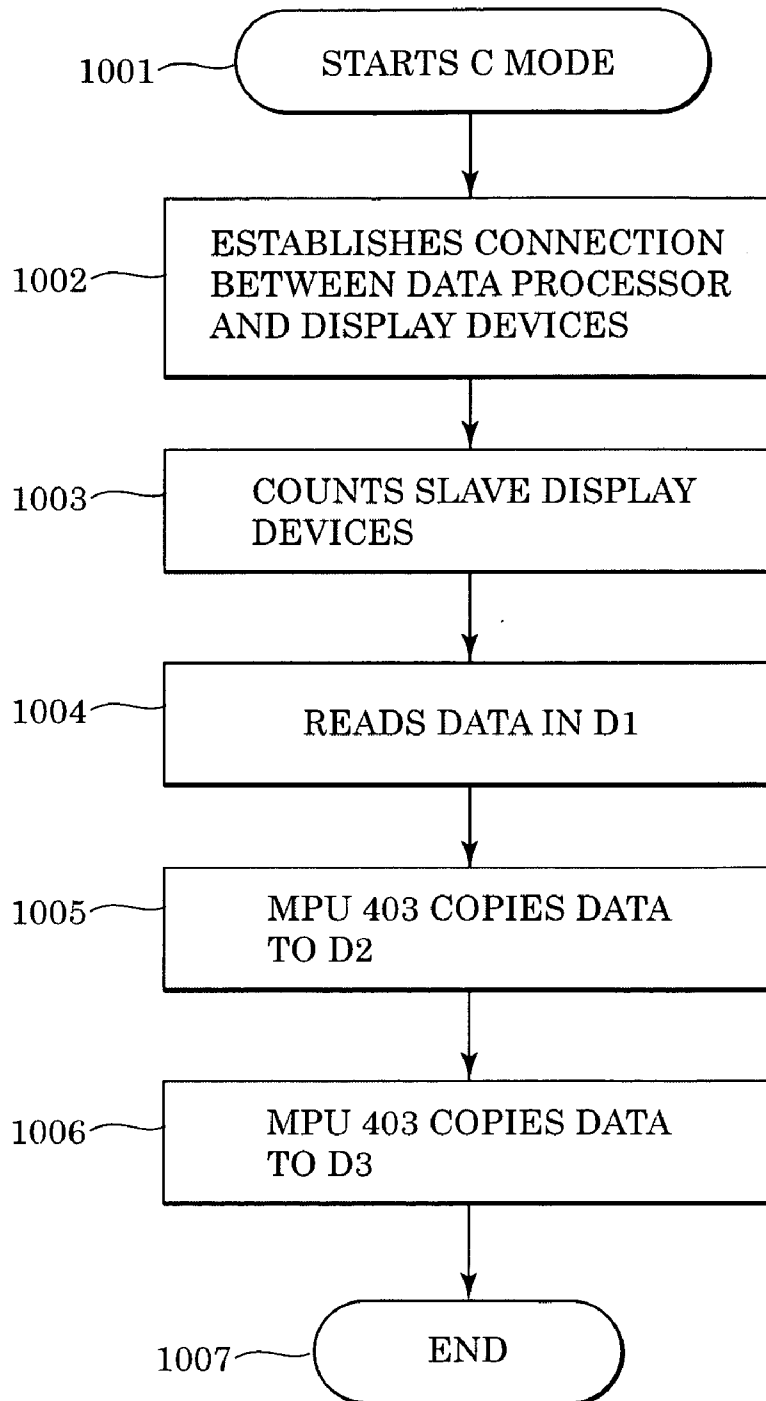 1001
STARTS C MODE
1002
ESTABLISHES CONNECTION
BETWEEN DATA PROCESSOR
AND DISPLAY DEVICES
1003
COUNTS SLAVE DISPLAY
DEVICES
1004
READS DATA IN D1
1005
MPU 403 COPIES DATA
TO D2
1006
MPU 403 COPIES DATA
TO D3
1007
END